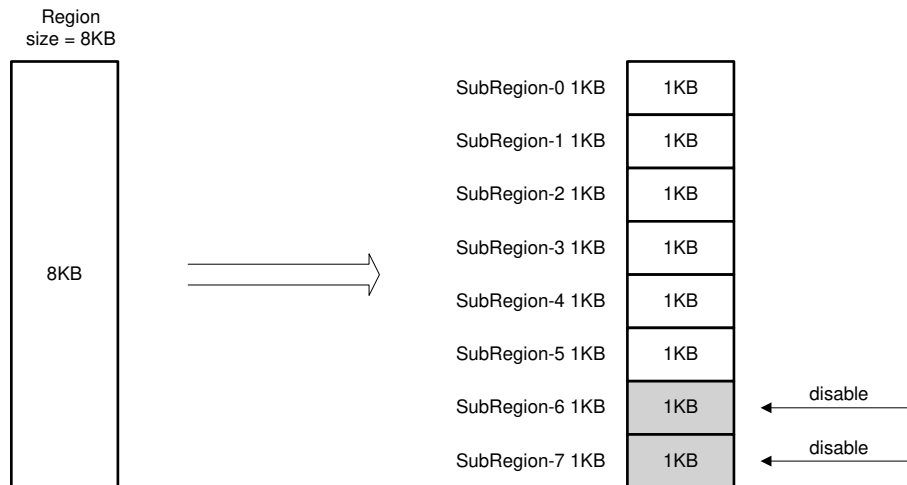 Region
size = 8KB
8KB
SubRegion-0 1KB 1KB
SubRegion-1 1KB 1KB
SubRegion-2 1KB 1KB
SubRegion-3 1KB 1KB
SubRegion-4 1KB 1KB
SubRegion-5 1KB 1KB
SubRegion-6 1KB 1KB disable
SubRegion-7 1KB 1KB disable